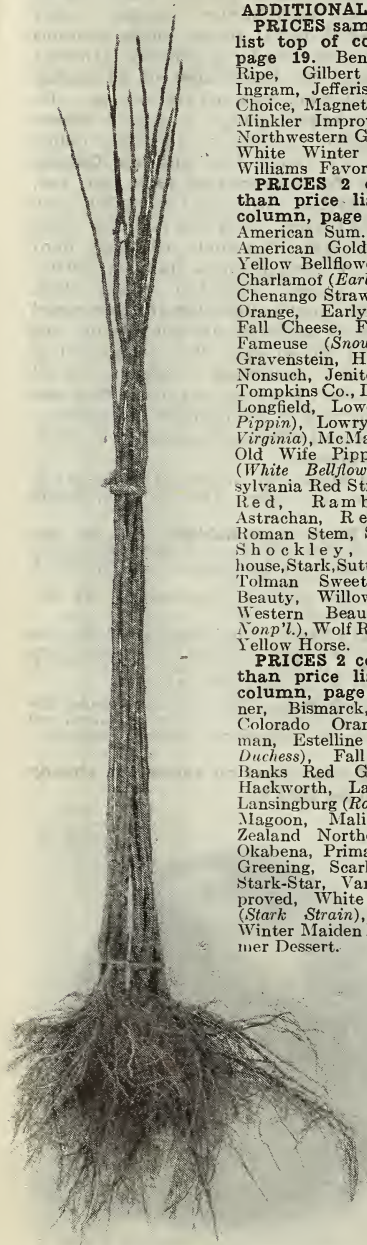 ADDITIONAL
PRICES sam
list top of co
page 19. Ben
Ripe, Gilbert
Ingram, Jefferis
Choice, Magnet
Minkler Impro
Northwestern G
White Winter
Williams Favor
PRICES 2 c
than price lis
column, page
American Sum.
American Gold
Yellow Bellflow
Charlamof (Earl
Chenango Straw
Orange, Early
Fall Cheese, F
Fameuse (Snow
Gravenstein, H
Nonsuch, Jenit
Tompkins Co., I
Longfield, Low
Pippin), Lowry
Virginia), McMa
Old Wife Pipp
(White Bellflow
sylvania Red St
Red, Ramb
Astrachan, Re
Roman Stem, S
Shockley,
house, Stark, Sut
Tolman Sweet
Beauty, Willow
Western Beau
Nonp'l.), Wolf R
Yellow Horse.
PRICES 2 c
than price lis
column, page
ner, Bismarck,
Colorado Oran
man, Estelline
Duchess), Fall
Banks Red G
Hackworth, La
Lansingburg (Ro
Magoon, Mali
Zealand North
Okabena, Prima
Greening, Scarl
Stark-Star, Var
proved, White
(Stark Strain),
Winter Maiden
mer Dessert.